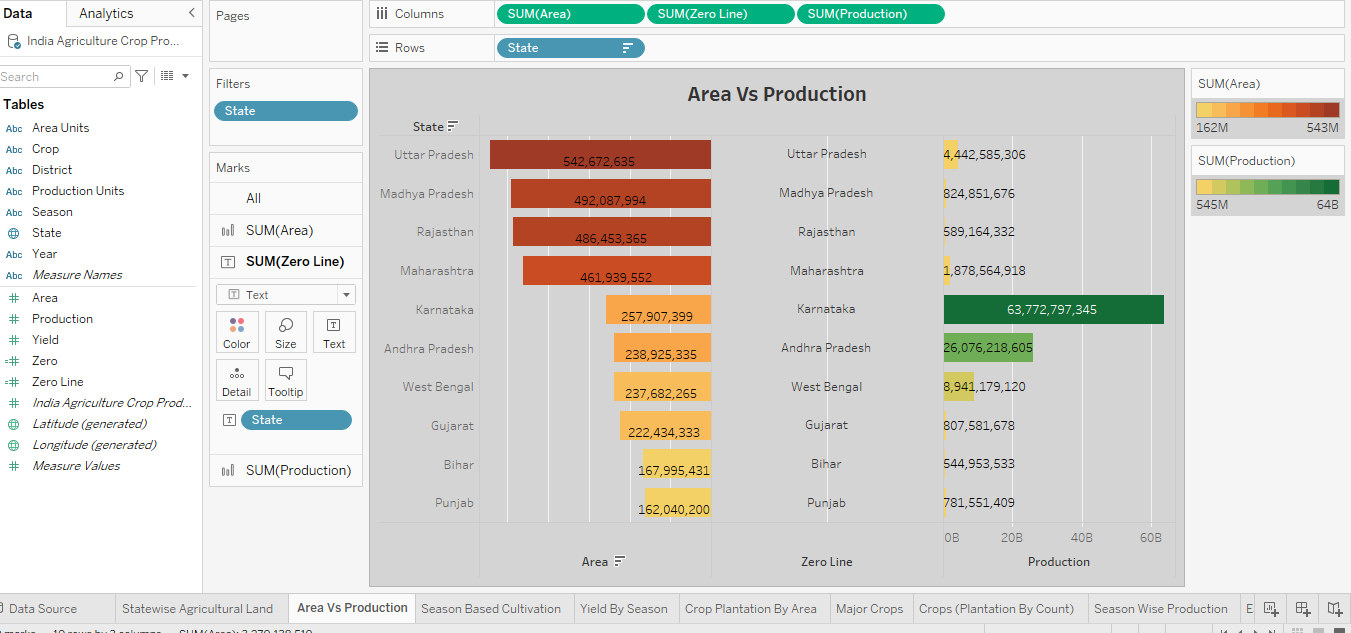 Data
Analytics
India Agriculture Crop Pro...
Search
Tables
Abc Area Units
Abc Crop
Abc District
Abc Production Units
Abc Season
State
Abc Year
Abc Measure Names
# Area
# Production
# Yield
=# Zero
=# Zero Line
# India Agriculture Crop Prod...
Latitude (generated)
Longitude (generated)
# Measure Values
Pages
Filters
State
Marks
All
SUM(Area)
T SUM(Zero Line)
T Text
Color Size T Text
Detail Tooltip
T State
SUM(Production)
Columns SUM(Area) SUM(Zero Line) SUM(Production)
Rows State
Area Vs Production
State
Uttar Pradesh 542,672,635 Uttar Pradesh 4,442,585,306
Madhya Pradesh 492,087,994 Madhya Pradesh 824,851,676
Rajasthan 486,453,365 Rajasthan 589,164,332
Maharashtra 461,939,552 Maharashtra 1,878,564,918
Karnataka 257,907,399 Karnataka 63,772,797,345
Andhra Pradesh 238,925,335 Andhra Pradesh 26,076,218,605
West Bengal 237,682,265 West Bengal 8,941,179,120
Gujarat 222,434,333 Gujarat 807,581,678
Bihar 167,995,431 Bihar 544,953,533
Punjab 162,040,200 Punjab 781,551,409
0B 20B 40B 60B
Area Zero Line Production
SUM(Area)
162M 543M
SUM(Production)
545M 64B
Data Source Statewise Agricultural Land Area Vs Production Season Based Cultivation Yield By Season Crop Plantation By Area Major Crops Crops (Plantation By Count) Season Wise Production E